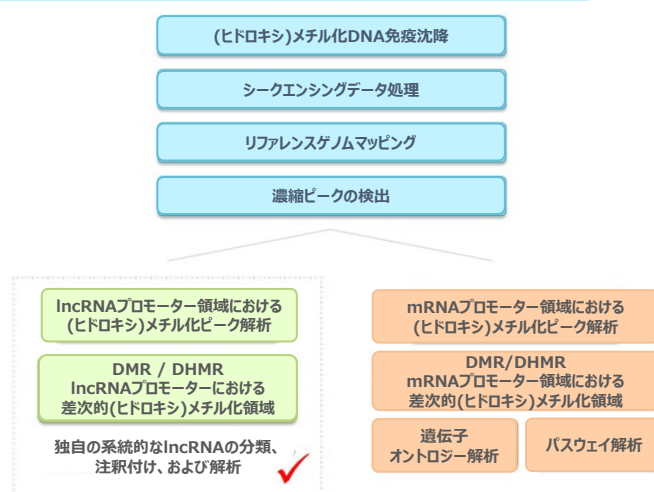 (ヒドロキシ)メチル化DNA免疫沈降
シークエンシングデータ処理
リファレンスゲノムマッピング
濃縮ピークの検出
lncRNAプロモーター領域における
(ヒドロキシ)メチル化ピーク解析
DMR / DHMR
lncRNAプロモーターにおける
差次的(ヒドロキシ)メチル化領域
独自の系統的なlncRNAの分類、
注釈付け、および解析
mRNAプロモーター領域における
(ヒドロキシ)メチル化ピーク解析
DMR/DHMR
mRNAプロモーター領域における
差次的(ヒドロキシ)メチル化領域
遺伝子
オントロジー解析
パスウェイ解析